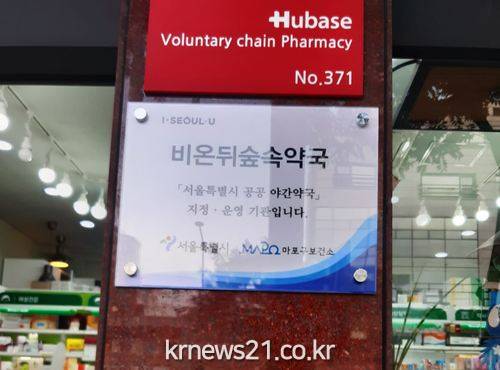 Hubase
Voluntary chain Pharmacy
No.371
I·SEOUL·U
비온뒤숲속약국
「서울특별시 공공 야간약국」
지정·운영 기관입니다.
서울특별시 MAPO 마포구보건소
krnews21.co.kr